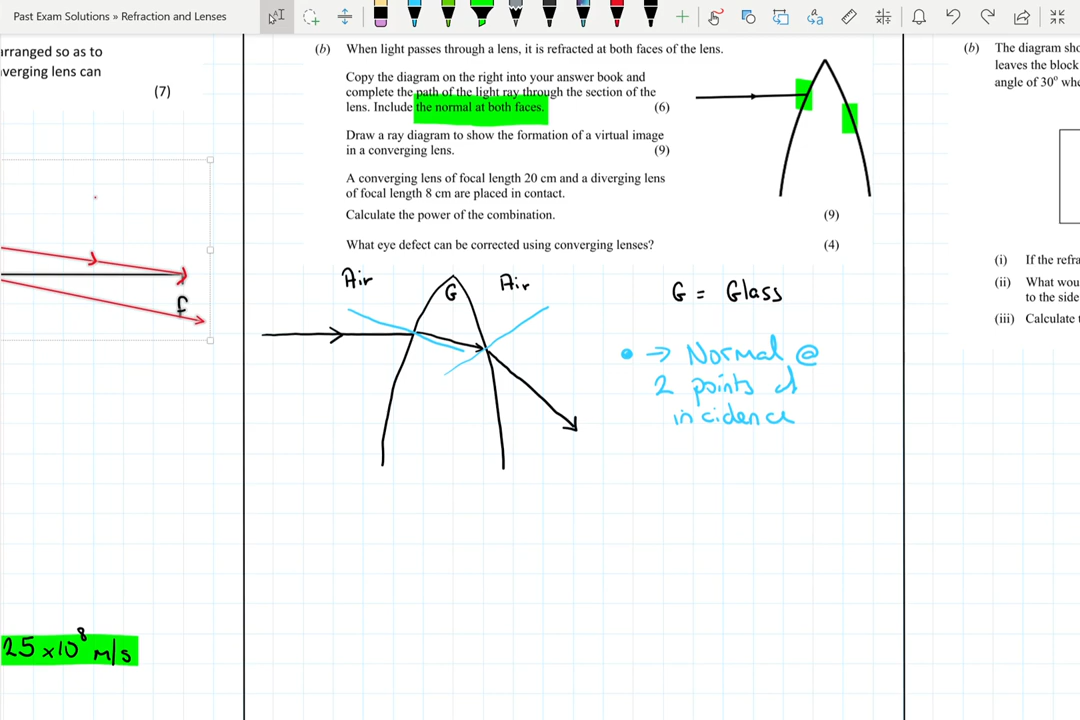 Past Exam Solutions » Refraction and Lenses
rranged so as to
verging lens can
(7)
f
25 x10⁸ m/s
(b) When light passes through a lens, it is refracted at both faces of the lens.
Copy the diagram on the right into your answer book and
complete the path of the light ray through the section of the
lens. Include the normal at both faces. (6)
Draw a ray diagram to show the formation of a virtual image
in a converging lens. (9)
A converging lens of focal length 20 cm and a diverging lens
of focal length 8 cm are placed in contact.
Calculate the power of the combination. (9)
What eye defect can be corrected using converging lenses? (4)
Air G Air
G = Glass
• → Normal @
2 points of
incidence
(b) The diagram sho
leaves the block
angle of 30° whe
(i) If the refra
(ii) What wou
to the side
(iii) Calculate t